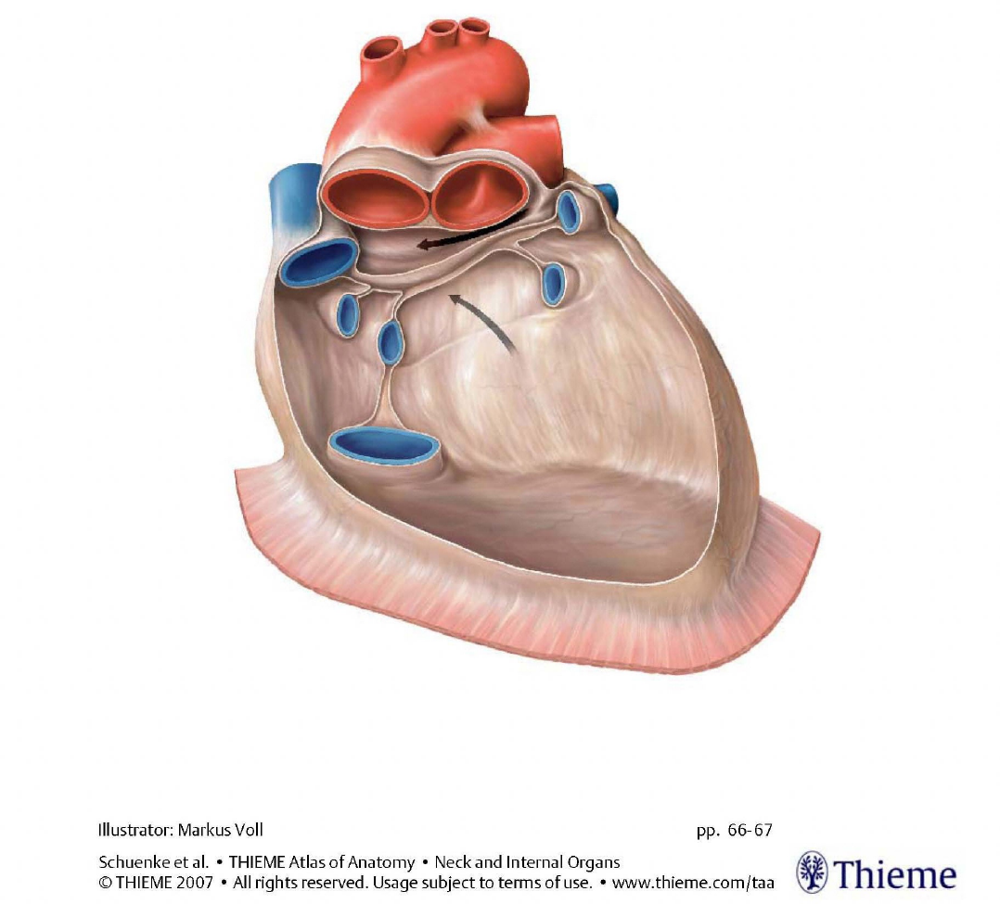 Illustrator: Markus Voll
pp. 66-67
Schuenke et al. • THIEME Atlas of Anatomy • Neck and Internal Organs
© THIEME 2007 • All rights reserved. Usage subject to terms of use. • www.thieme.com/taa
Thieme